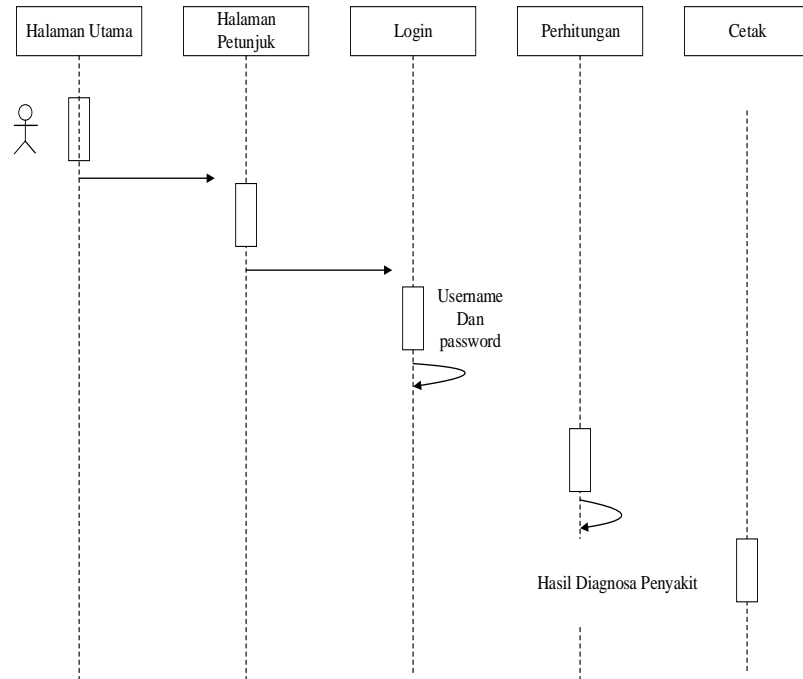 Halaman Utama
Halaman
Petunjuk
Login
Perhitungan
Cetak
Username
Dan
password
Hasil Diagnosa Penyakit